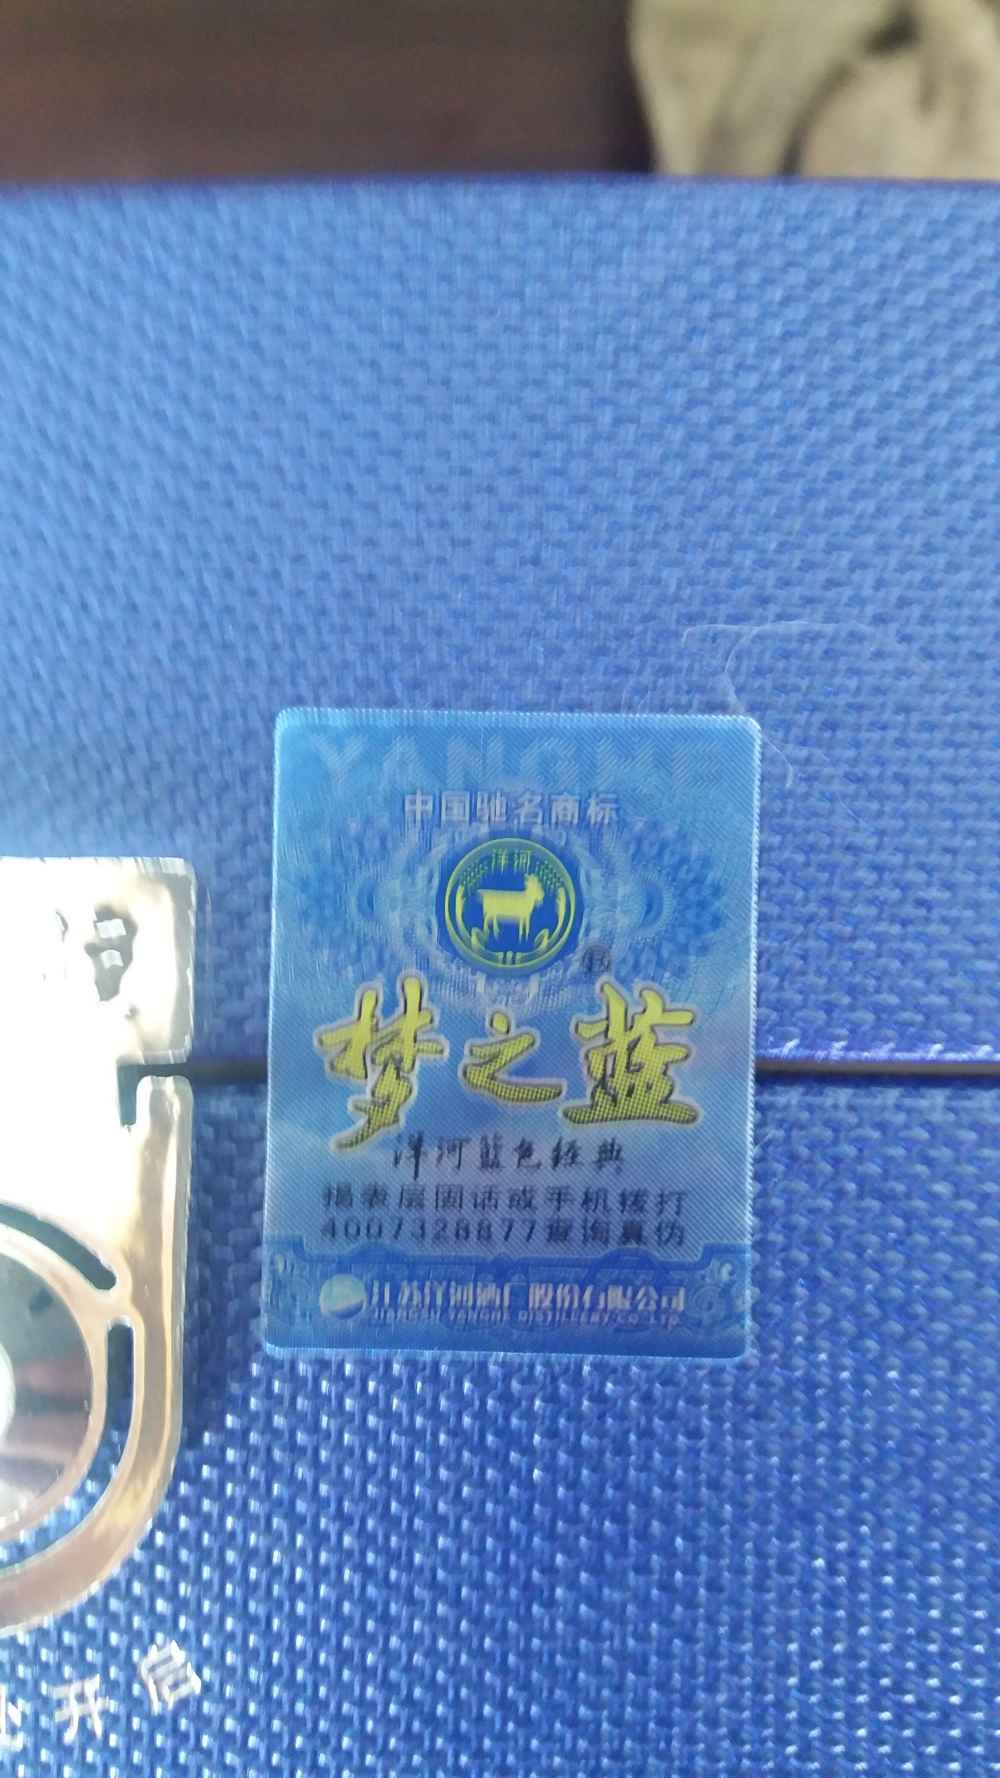 YANGHE
中国驰名商标
洋河
梦之蓝
洋河蓝色经典
揭表层固话或手机拨打
4007328877查询真伪
江苏洋河酒厂股份有限公司
JIANGSU YANGHE DISTILLERY CO.,LTD.
开启